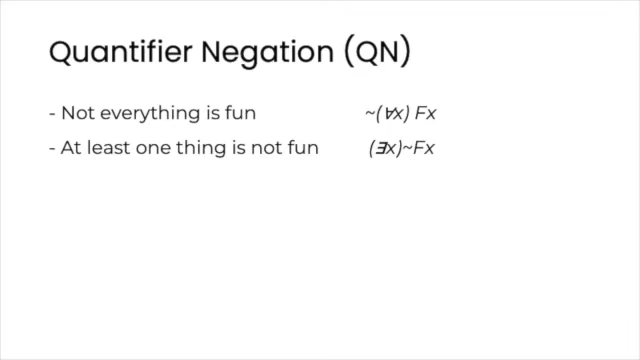 Quantifier Negation (QN)
- Not everything is fun ~(∀x) Fx
- At least one thing is not fun (∃x)~Fx